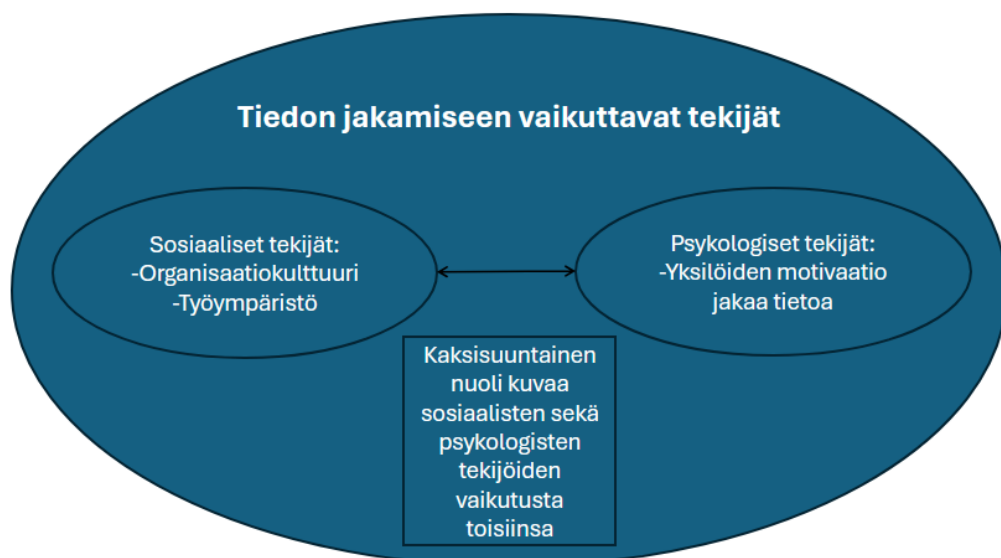 Tiedon jakamiseen vaikuttavat tekijät
Sosiaaliset tekijät:
-Organisaatiokulttuuri
-Työympäristö
Psykologiset tekijät:
-Yksilöiden motivaatio
jakaa tietoa
Kaksisuuntainen
nuoli kuvaa
sosiaalisten sekä
psykologisten
tekijöiden
vaikutusta
toisiinsa